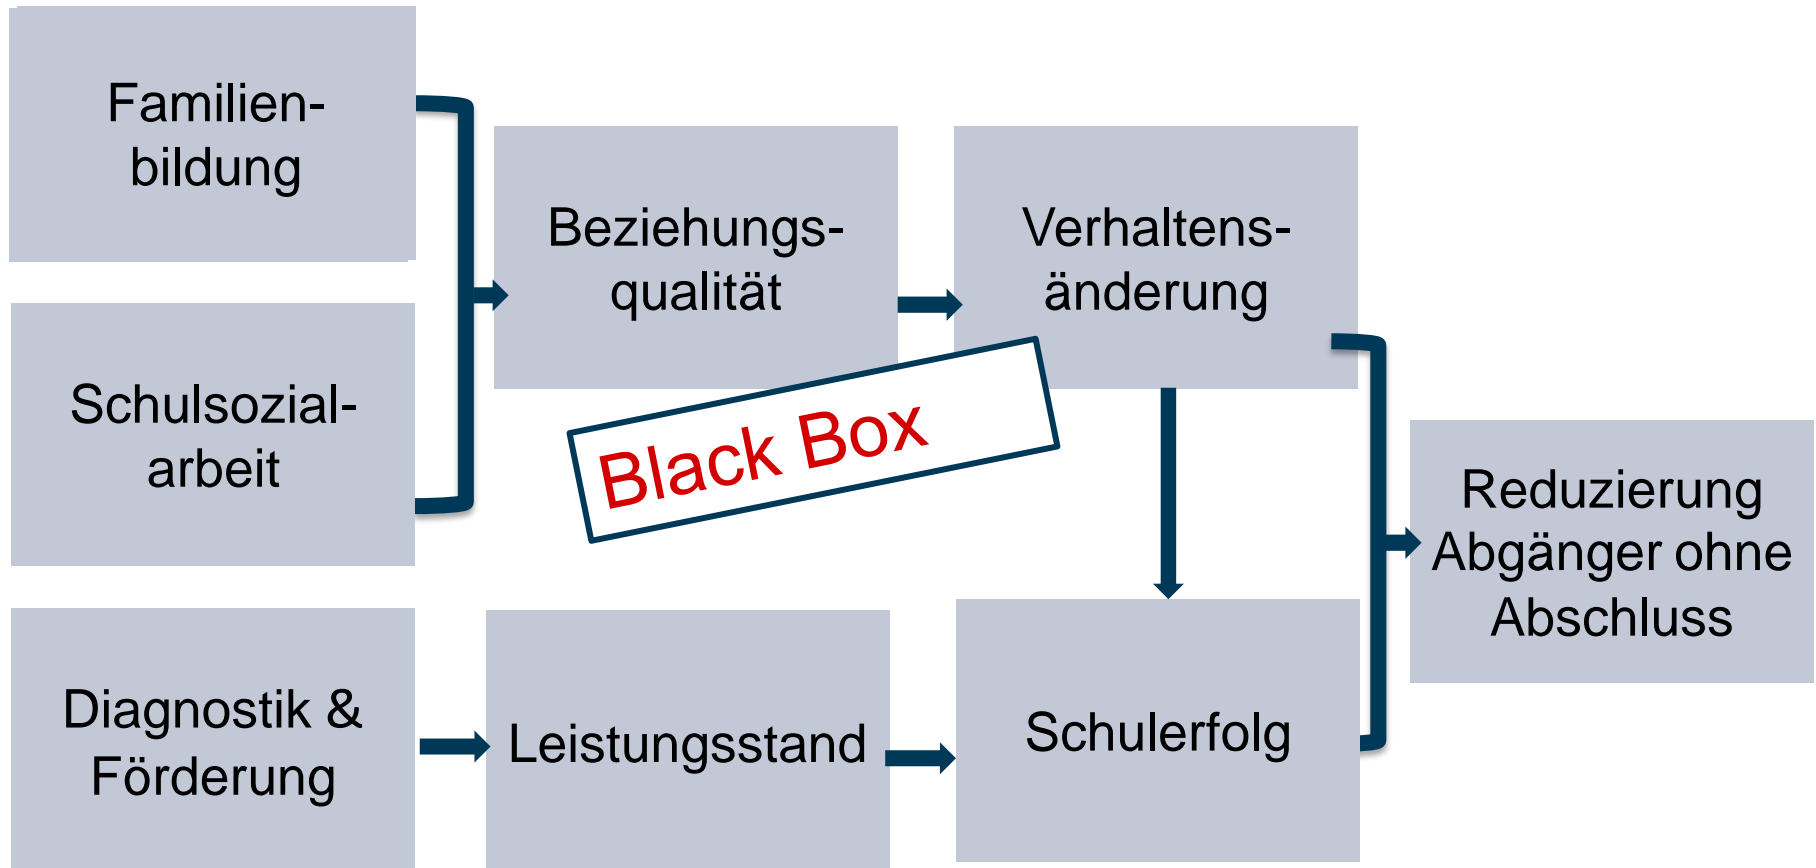 Familien-
bildung
Schulsozial-
arbeit
Diagnostik &
Förderung
Beziehungs-
qualität
Verhaltens-
änderung
Black Box
Leistungsstand
Schulerfolg
Reduzierung
Abgänger ohne
Abschluss